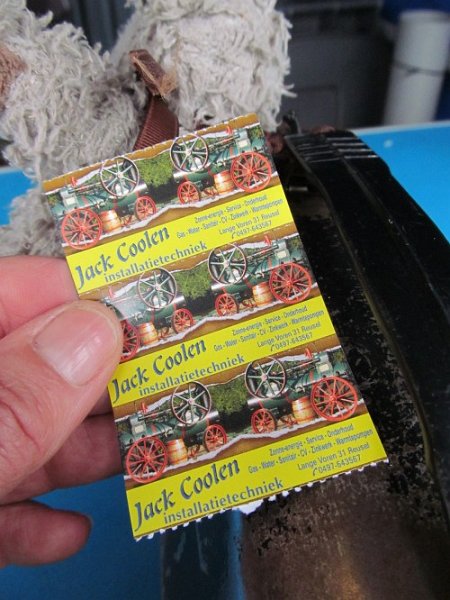 Zonne-energie - Service - Onderhoud
Gas - Water - Sanitair - CV - Zinkwerk - Warmtepompen
Jack Coolen Lange Voren 31 Reusel
installatietechniek ✆0497-643567
Zonne-energie - Service - Onderhoud
Gas - Water - Sanitair - CV - Zinkwerk - Warmtepompen
Jack Coolen Lange Voren 31 Reusel
installatietechniek ✆0497-643567
Zonne-energie - Service - Onderhoud
Gas - Water - Sanitair - CV - Zinkwerk - Warmtepompen
Jack Coolen Lange Voren 31 Reusel
installatietechniek ✆0497-643567